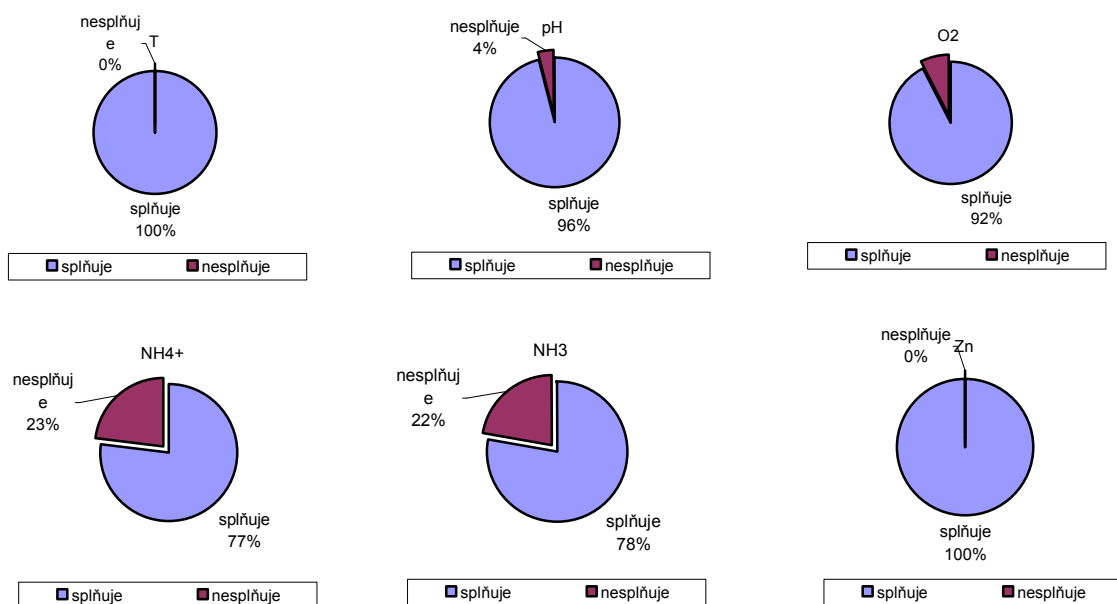 nesplňuj
e
0%
T
splňuje
100%
splňuje nesplňuje
nesplňuje
4%
pH
splňuje
96%
splňuje nesplňuje
O2
splňuje
92%
splňuje nesplňuje
NH4+
nesplňuj
e
23%
splňuje
77%
splňuje nesplňuje
NH3
nesplňuj
e
22%
splňuje
78%
splňuje nesplňuje
nesplňuje
0%
Zn
splňuje
100%
splňuje nesplňuje